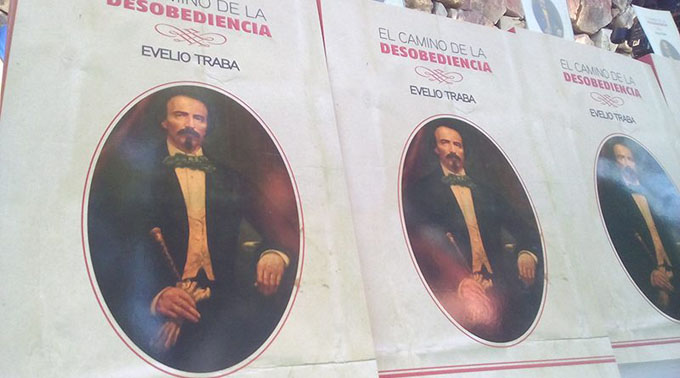 EL CAMINO DE LA
DESOBEDIENCIA
EVELIO TRABA
EL CAMINO DE LA
DESOBEDIENCIA
EVELIO TRABA
EL CAMINO DE LA
DESOBEDIENCIA
EVELIO TRABA